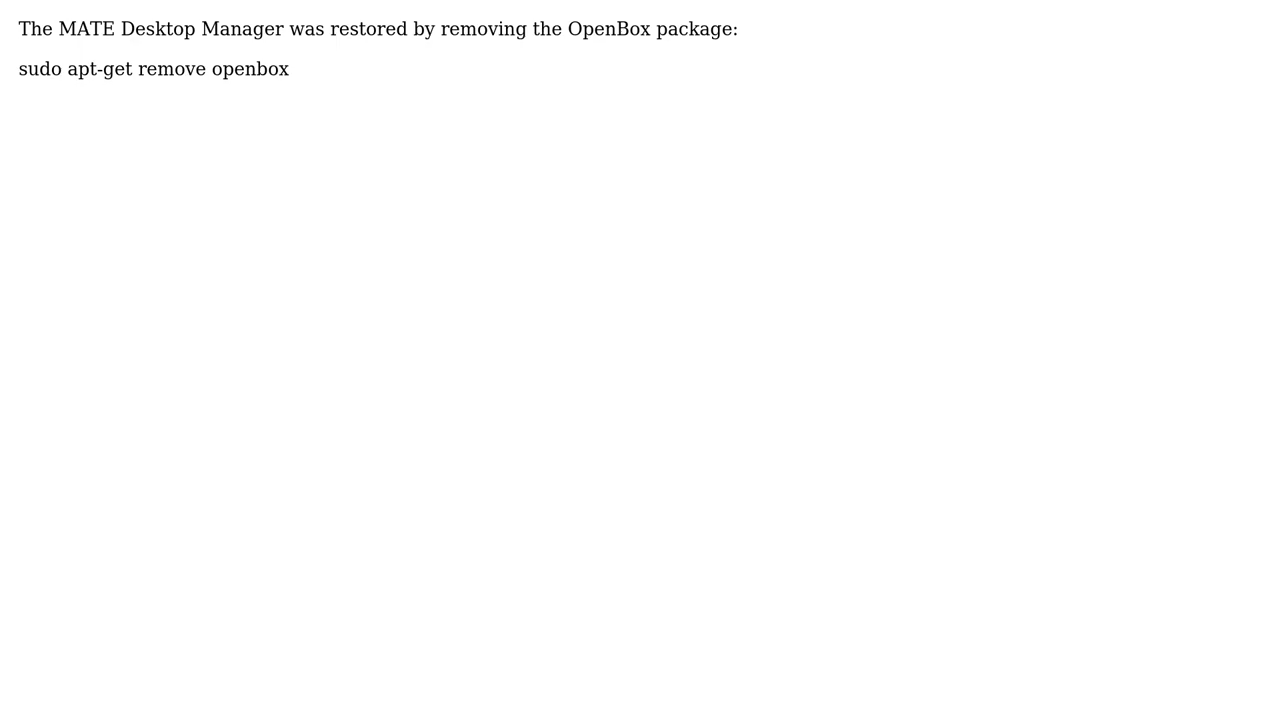 The MATE Desktop Manager was restored by removing the OpenBox package:
sudo apt-get remove openbox